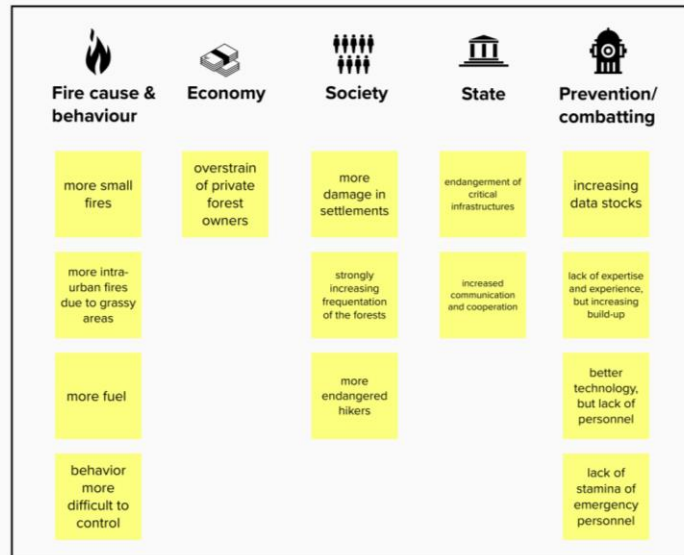 Fire cause &
behaviour
Economy
Society
State
Prevention/
combatting
more small
fires
more intra-
urban fires
due to grassy
areas
more fuel
behavior
more
difficult to
control
overstrain
of private
forest
owners
more
damage in
settlements
strongly
increasing
frequentation
of the forests
more
endangered
hikers
endangerment of
critical
infrastructures
increased
communication
and cooperation
increasing
data stocks
lack of expertise
and experience,
but increasing
build-up
better
technology,
but lack of
personnel
lack of
stamina of
emergency
personnel